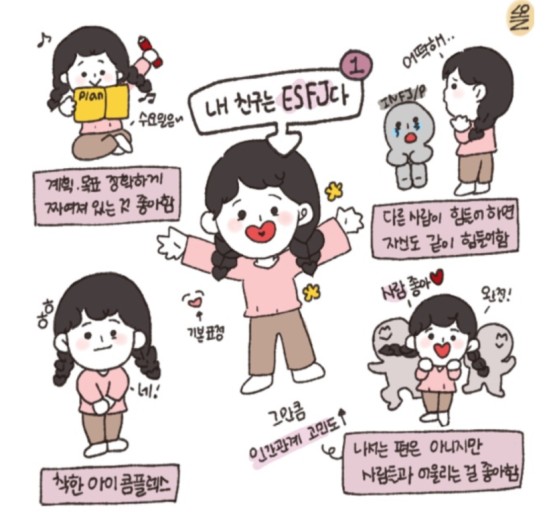 1
내 친구는 ESFJ다
plan
수요일은~
계획·목표 정확하게
짜여져 있는것 좋아함
어떡해..
INFJ/P
다른 사람이 힘들어 하면
자신도 같이 힘들어함
기본표정
네!
착한 아이 콤플렉스
사람 좋아♥
완전!
그만큼
인간관계 고민도↑
나서는 편은 아니지만
사람들과 어울리는 걸 좋아함